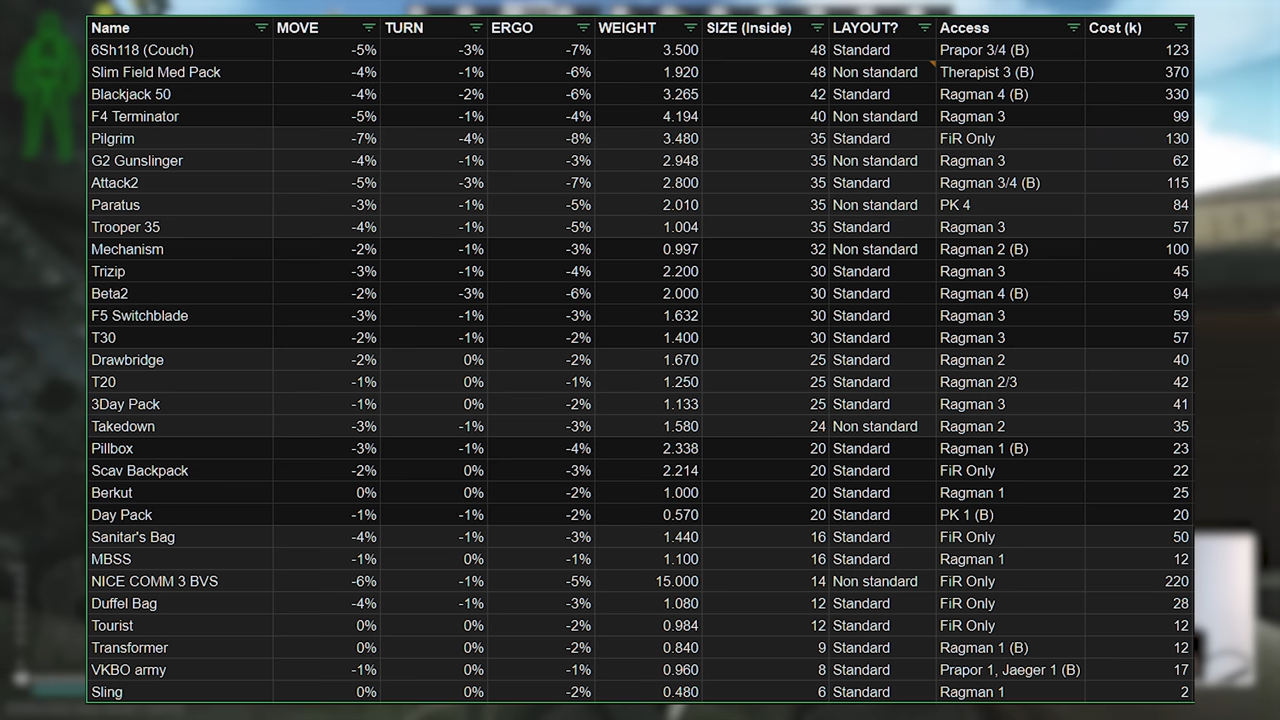 Name MOVE TURN ERGO WEIGHT SIZE (Inside) LAYOUT? Access Cost (k)
6Sh118 (Couch) -5% -3% -7% 3.500 48 Standard Prapor 3/4 (B) 123
Slim Field Med Pack -4% -1% -6% 1.920 48 Non standard Therapist 3 (B) 370
Blackjack 50 -4% -2% -6% 3.265 42 Standard Ragman 4 (B) 330
F4 Terminator -5% -1% -4% 4.194 40 Non standard Ragman 3 99
Pilgrim -7% -4% -8% 3.480 35 Standard FiR Only 130
G2 Gunslinger -4% -1% -3% 2.948 35 Non standard Ragman 3 62
Attack2 -5% -3% -7% 2.800 35 Standard Ragman 3/4 (B) 115
Paratus -3% -1% -5% 2.010 35 Non standard PK 4 84
Trooper 35 -4% -1% -5% 1.004 35 Standard Ragman 3 57
Mechanism -2% -1% -3% 0.997 32 Non standard Ragman 2 (B) 100
Trizip -3% -1% -4% 2.200 30 Standard Ragman 3 45
Beta2 -2% -3% -6% 2.000 30 Standard Ragman 4 (B) 94
F5 Switchblade -3% -1% -3% 1.632 30 Standard Ragman 3 59
T30 -2% -1% -2% 1.400 30 Standard Ragman 3 57
Drawbridge -2% 0% -2% 1.670 25 Standard Ragman 2 40
T20 -1% 0% -1% 1.250 25 Standard Ragman 2/3 42
3Day Pack -1% 0% -2% 1.133 25 Standard Ragman 3 41
Takedown -3% -1% -3% 1.580 24 Non standard Ragman 2 35
Pillbox -3% -1% -4% 2.338 20 Standard Ragman 1 (B) 23
Scav Backpack -2% 0% -3% 2.214 20 Standard FiR Only 22
Berkut 0% 0% -2% 1.000 20 Standard Ragman 1 25
Day Pack -1% -1% -2% 0.570 20 Standard PK 1 (B) 20
Sanitar's Bag -4% -1% -3% 1.440 16 Standard FiR Only 50
MBSS -1% 0% -1% 1.100 16 Standard Ragman 1 12
NICE COMM 3 BVS -6% -1% -5% 15.000 14 Non standard FiR Only 220
Duffel Bag -4% -1% -3% 1.080 12 Standard FiR Only 28
Tourist 0% 0% -2% 0.984 12 Standard FiR Only 12
Transformer 0% 0% -2% 0.840 9 Standard Ragman 1 (B) 12
VKBO army -1% 0% -1% 0.960 8 Standard Prapor 1, Jaeger 1 (B) 17
Sling 0% 0% -2% 0.480 6 Standard Ragman 1 2